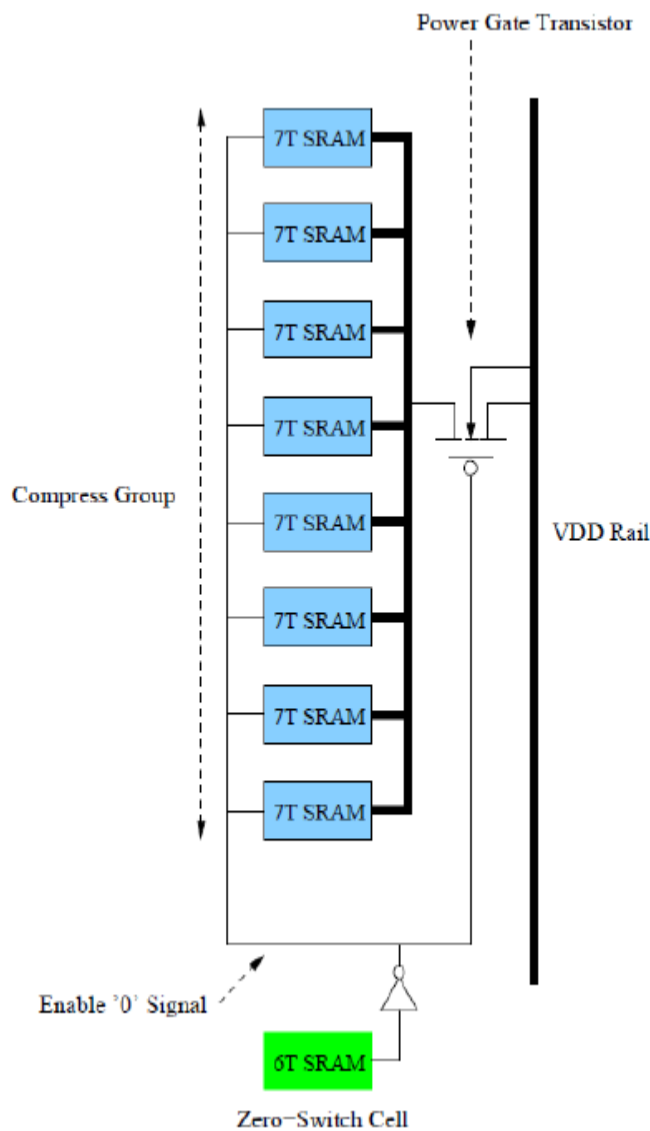 Power Gate Transistor
7T SRAM
7T SRAM
7T SRAM
7T SRAM
Compress Group
7T SRAM
VDD Rail
7T SRAM
7T SRAM
7T SRAM
Enable '0' Signal
6T SRAM
Zero-Switch Cell